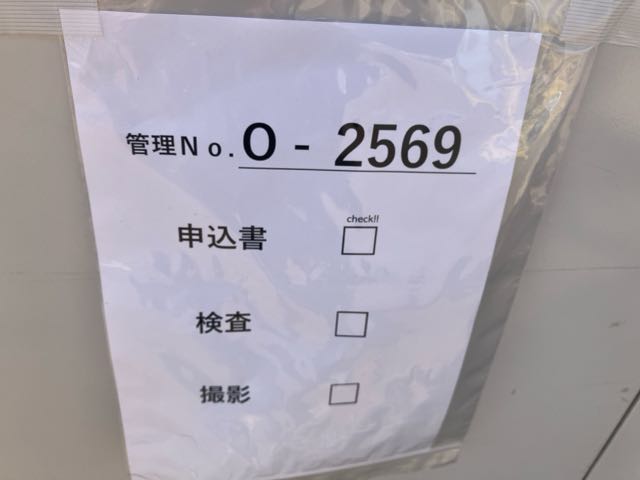 管理No. O - 2569
check!!
申込書 □
検査 □
撮影 □